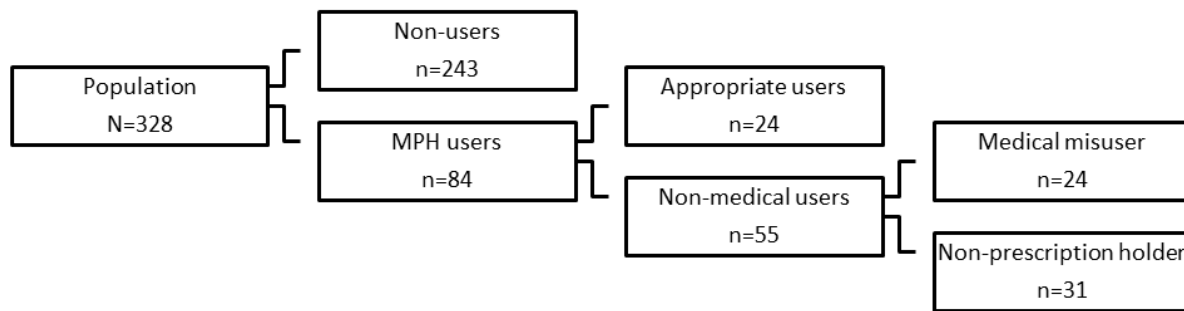 Population
N=328
Non-users
n=243
MPH users
n=84
Appropriate users
n=24
Non-medical users
n=55
Medical misuser
n=24
Non-prescription holder
n=31